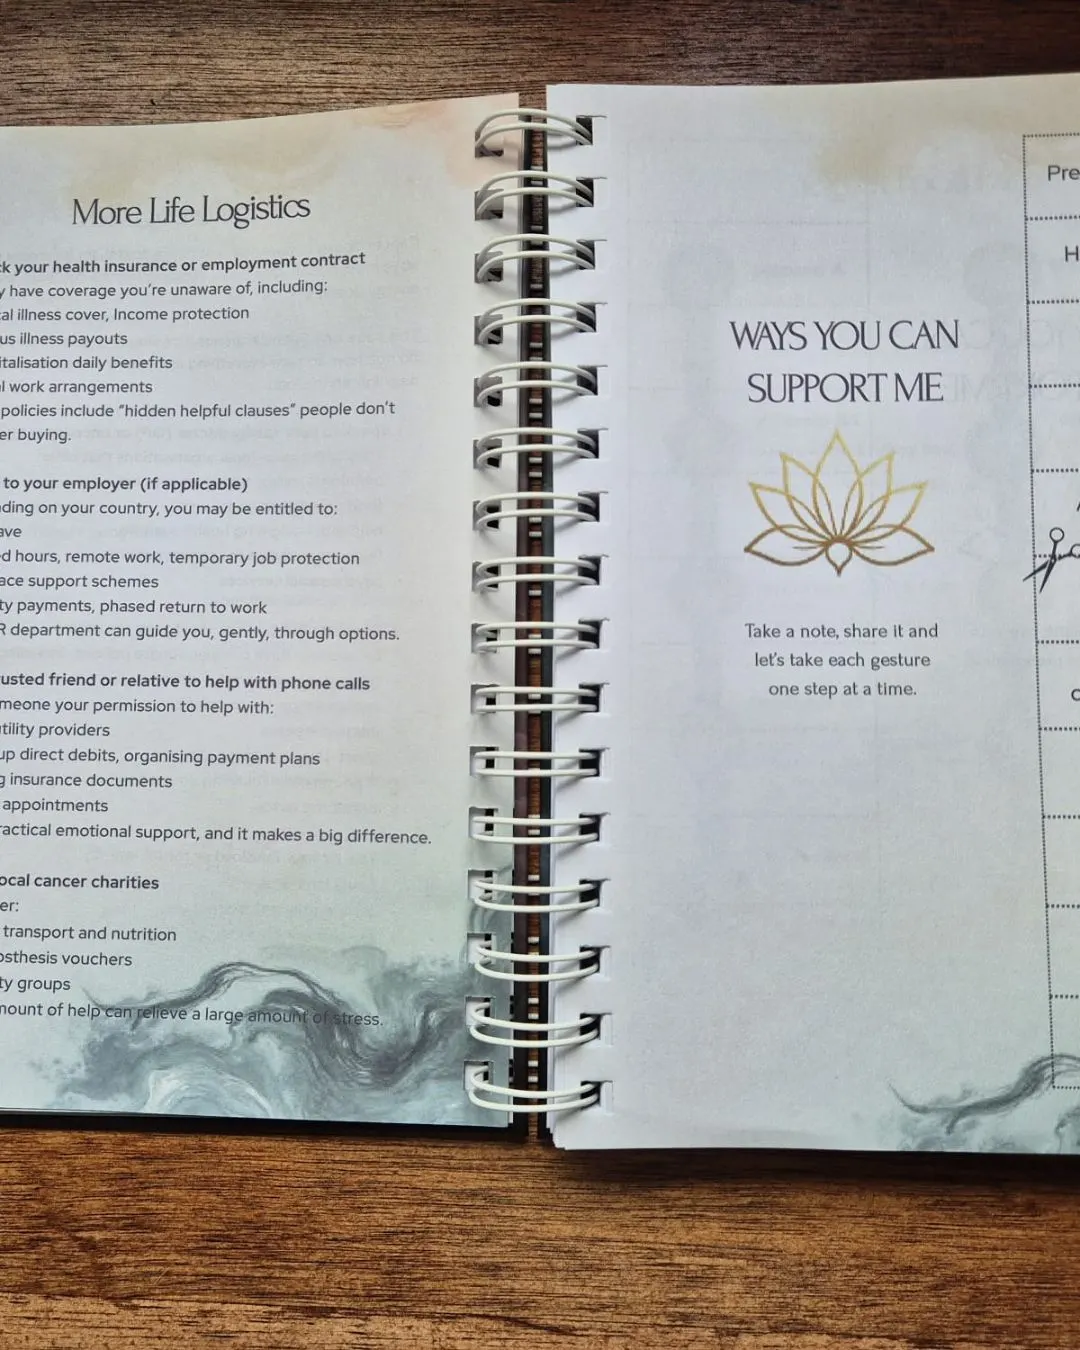 More Life Logistics
ck your health insurance or employment contract
y have coverage you're unaware of, including:
cal illness cover, Income protection
us illness payouts
italisation daily benefits
l work arrangements
policies include "hidden helpful clauses" people don't
er buying.
to your employer (if applicable)
ding on your country, you may be entitled to:
ave
ed hours, remote work, temporary job protection
ace support schemes
ty payments, phased return to work
R department can guide you, gently, through options.
rusted friend or relative to help with phone calls
meone your permission to help with:
tility providers
up direct debits, organising payment plans
g insurance documents
appointments
ractical emotional support, and it makes a big difference.
ocal cancer charities
er:
transport and nutrition
osthesis vouchers
ty groups
mount of help can relieve a large amount of stress.
WAYS YOU CAN
SUPPORT ME
Take a note, share it and
let's take each gesture
one step at a time.
Pre
H